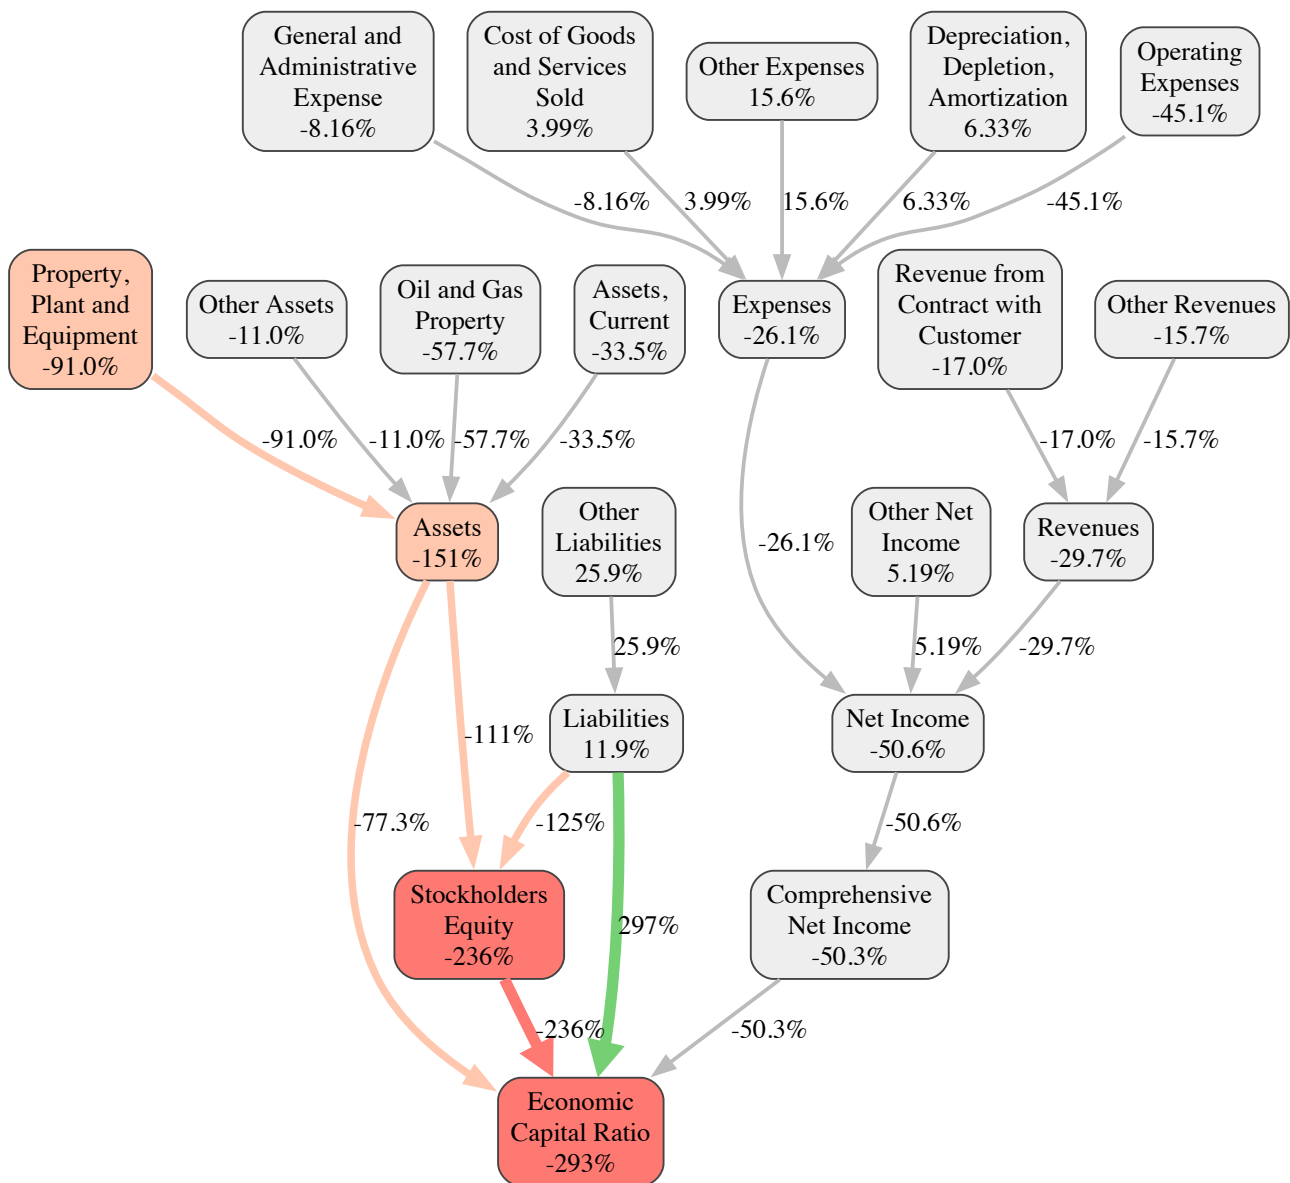 General and
Administrative
Expense
-8.16%
Cost of Goods
and Services
Sold
3.99%
Other Expenses
15.6%
Depreciation,
Depletion,
Amortization
6.33%
Operating
Expenses
-45.1%
-8.16%
3.99%
15.6%
6.33%
-45.1%
Property,
Plant and
Equipment
-91.0%
Other Assets
-11.0%
Oil and Gas
Property
-57.7%
Assets,
Current
-33.5%
Expenses
-26.1%
Revenue from
Contract with
Customer
-17.0%
Other Revenues
-15.7%
-91.0%
-11.0%
-57.7%
-33.5%
-17.0%
-15.7%
Assets
-151%
Other
Liabilities
25.9%
-26.1%
Other Net
Income
5.19%
Revenues
-29.7%
25.9%
5.19%
-29.7%
-111%
Liabilities
11.9%
Net Income
-50.6%
-77.3%
-125%
-50.6%
Stockholders
Equity
-236%
297%
Comprehensive
Net Income
-50.3%
-236%
-50.3%
Economic
Capital Ratio
-293%